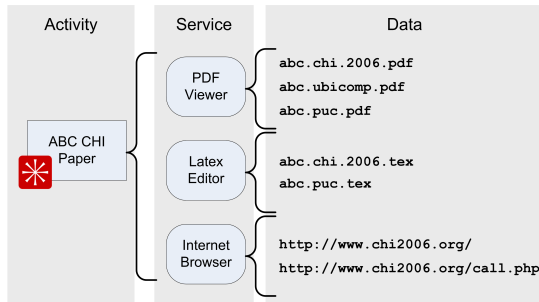 Activity
Service
Data
ABC CHI
Paper
PDF
Viewer
abc.chi.2006.pdf
abc.ubicomp.pdf
abc.puc.pdf
Latex
Editor
abc.chi.2006.tex
abc.puc.tex
Internet
Browser
http://www.chi2006.org/
http://www.chi2006.org/call.php